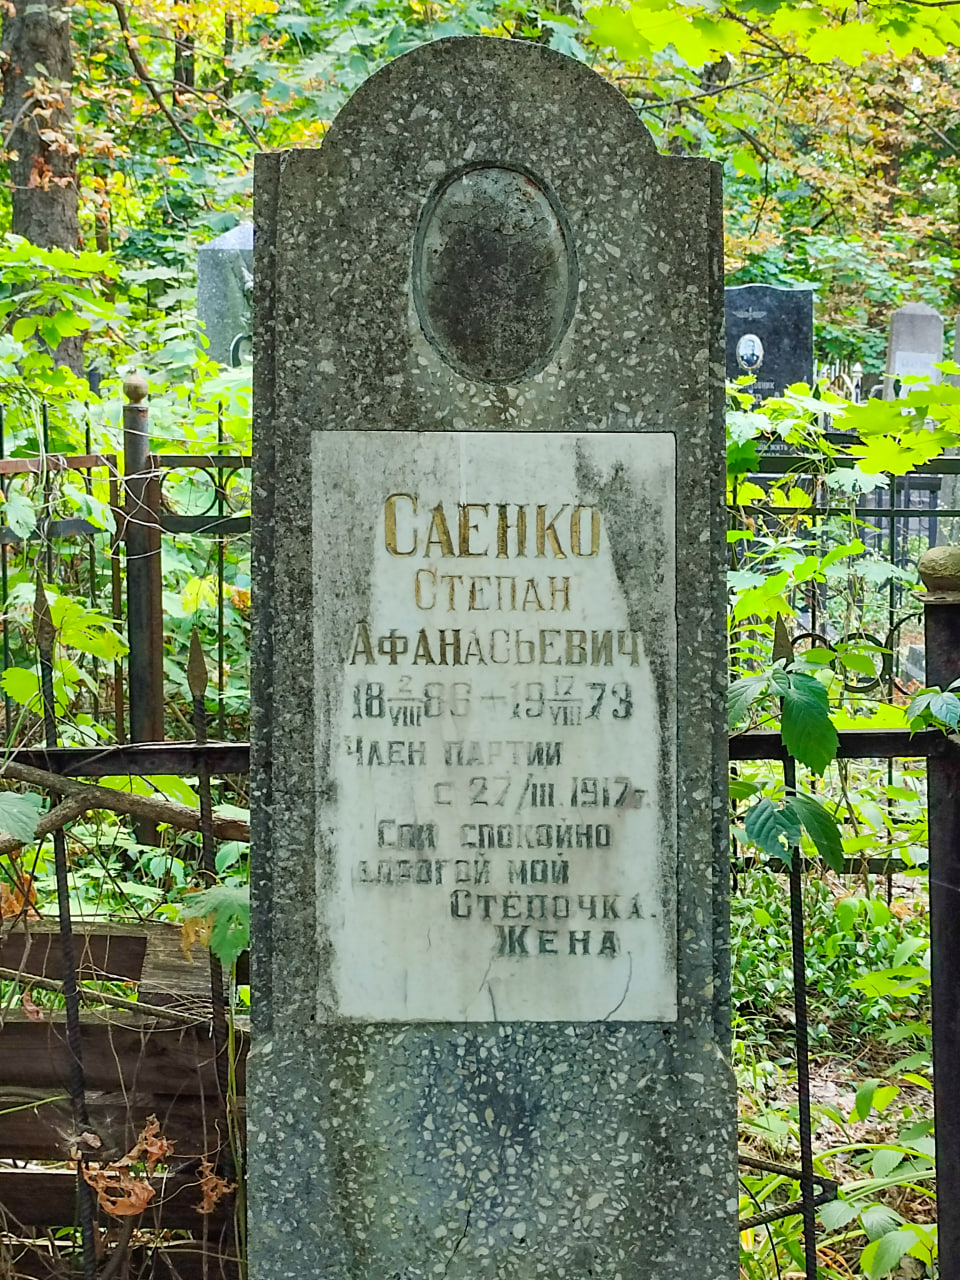 Саенко
Степан
Афанасьевич
18 2/VIII 86 – 19 17/VIII 73
Член партии
с 27/III 1917г.
Спи спокойно
дорогой мой
Стёпочка.
Жена